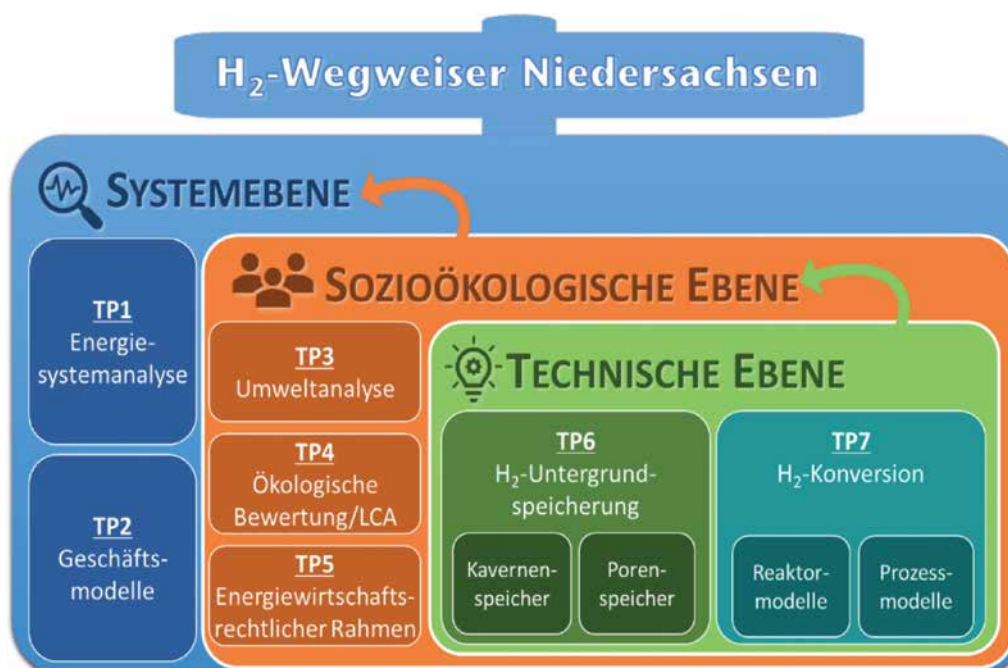 H₂-Wegweiser Niedersachsen
SYSTEMEBENE
TP1
Energie-
systemanalyse
TP2
Geschäfts-
modelle
SOZIOÖKOLOGISCHE EBENE
TP3
Umweltanalyse
TP4
Ökologische
Bewertung/LCA
TP5
Energiewirtschafts-
rechtlicher Rahmen
TECHNISCHE EBENE
TP6
H₂-Untergrund-
speicherung
Kavernen-
speicher
Poren-
speicher
TP7
H₂-Konversion
Reaktor-
modelle
Prozess-
modelle